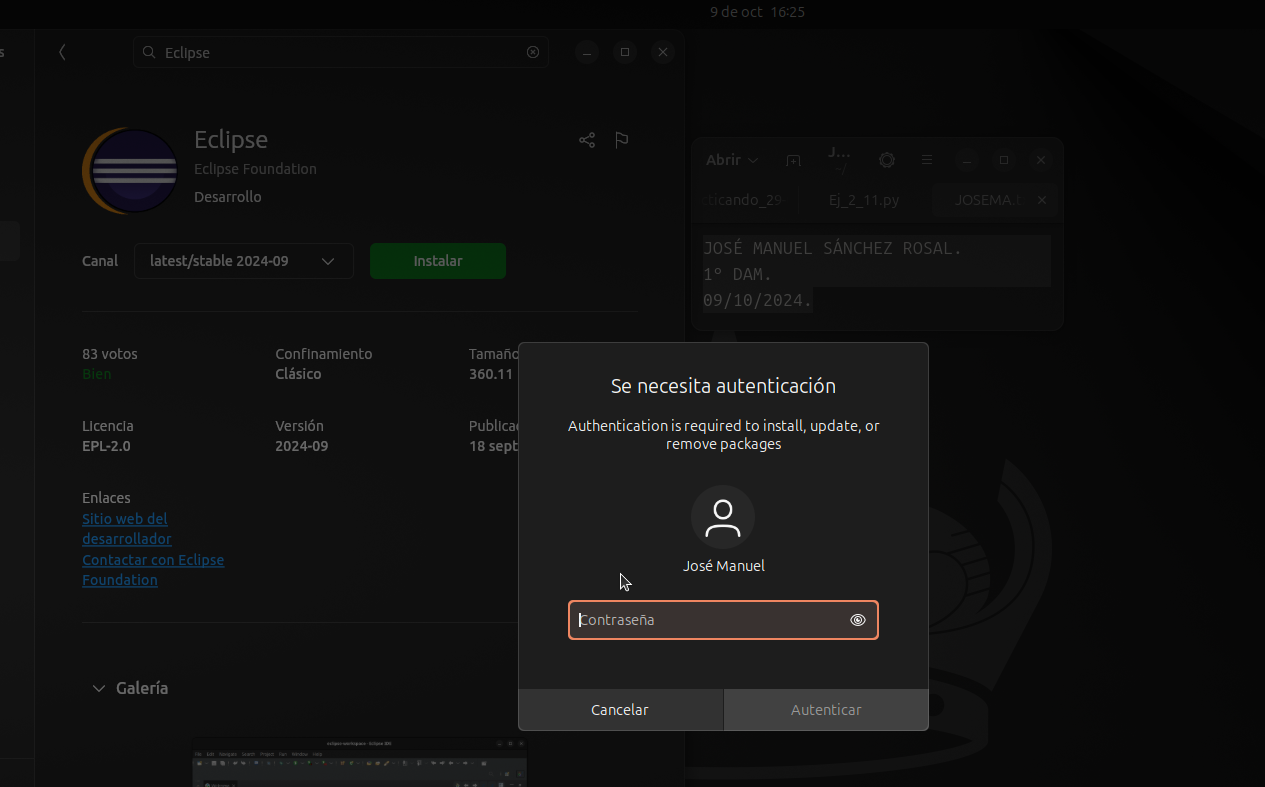 9 de oct 16:25
s
Eclipse
Eclipse
Eclipse Foundation
Desarrollo
Canal
latest/stable 2024-09
Instalar
83 votos
Bien
Confinamiento
Clásico
Tamaño
360.11
Licencia
EPL-2.0
Versión
2024-09
Publicac
18 sept
Enlaces
Sitio web del
desarrollador
Contactar con Eclipse
Foundation
Galería
Abrir
J...
~/
cticando_29
Ej_2_11.py
JOSEMA.t
JOSÉ MANUEL SÁNCHEZ ROSAL.
1º DAM.
09/10/2024.
Se necesita autenticación
Authentication is required to install, update, or
remove packages
José Manuel
Contraseña
Cancelar
Autenticar